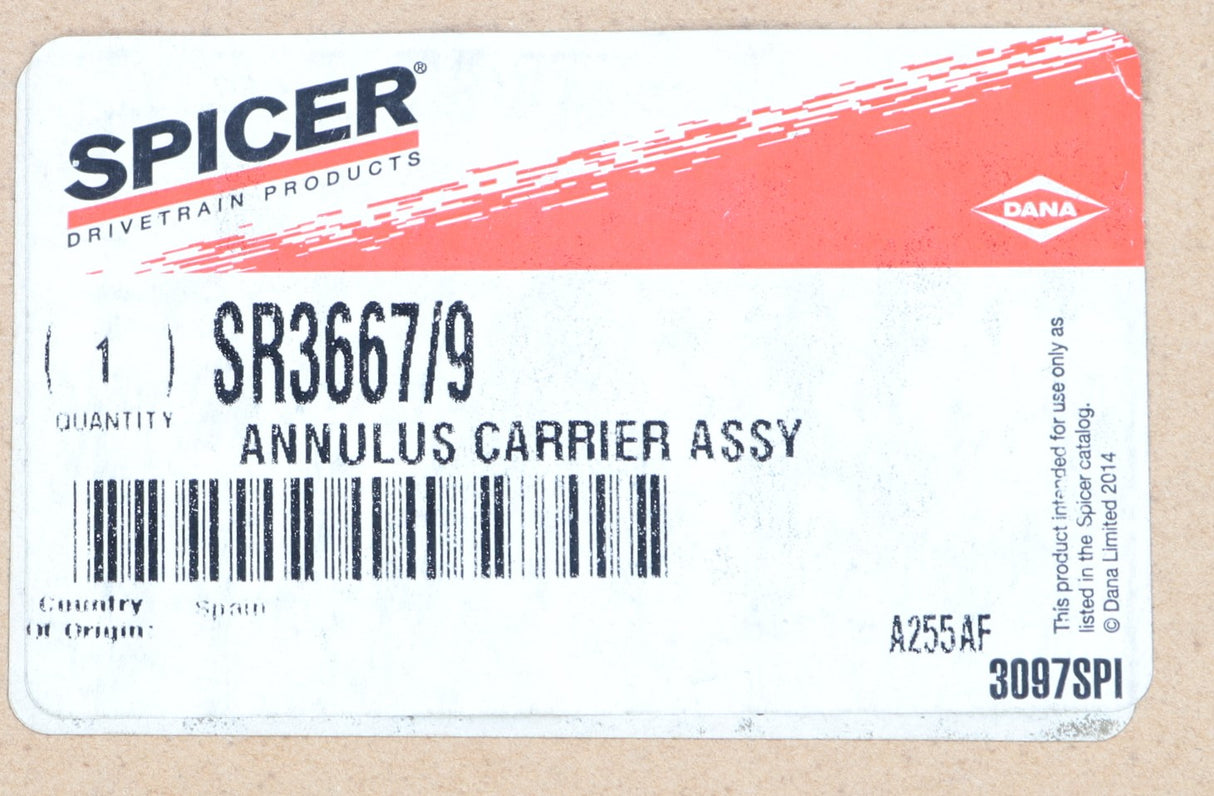 SPICER®
DRIVETRAIN PRODUCTS
DANA
( 1 ) SR3667/9
QUANTITY
ANNULUS CARRIER ASSY
Country Spain
Of Origin:
A255AF
3097SPI
This product intended for use only as
listed in the Spicer catalog.
© Dana Limited 2014